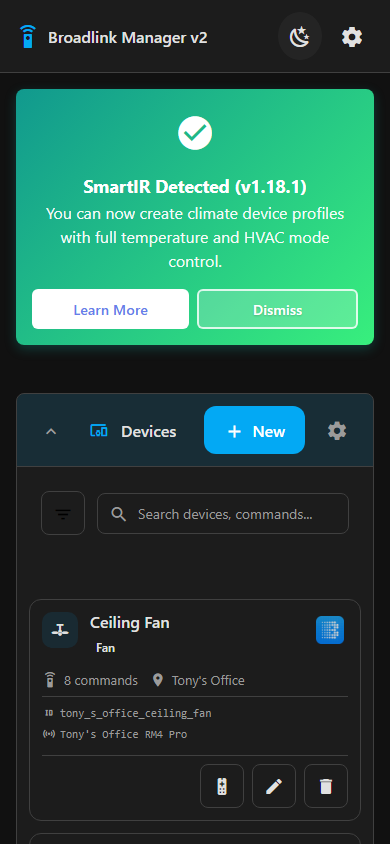 Broadlink Manager v2
SmartIR Detected (v1.18.1)
You can now create climate device profiles
with full temperature and HVAC mode
control.
Learn More
Dismiss
Devices
New
Search devices, commands...
Ceiling Fan
Fan
8 commands
Tony's Office
ID tony_s_office_ceiling_fan
Tony's Office RM4 Pro